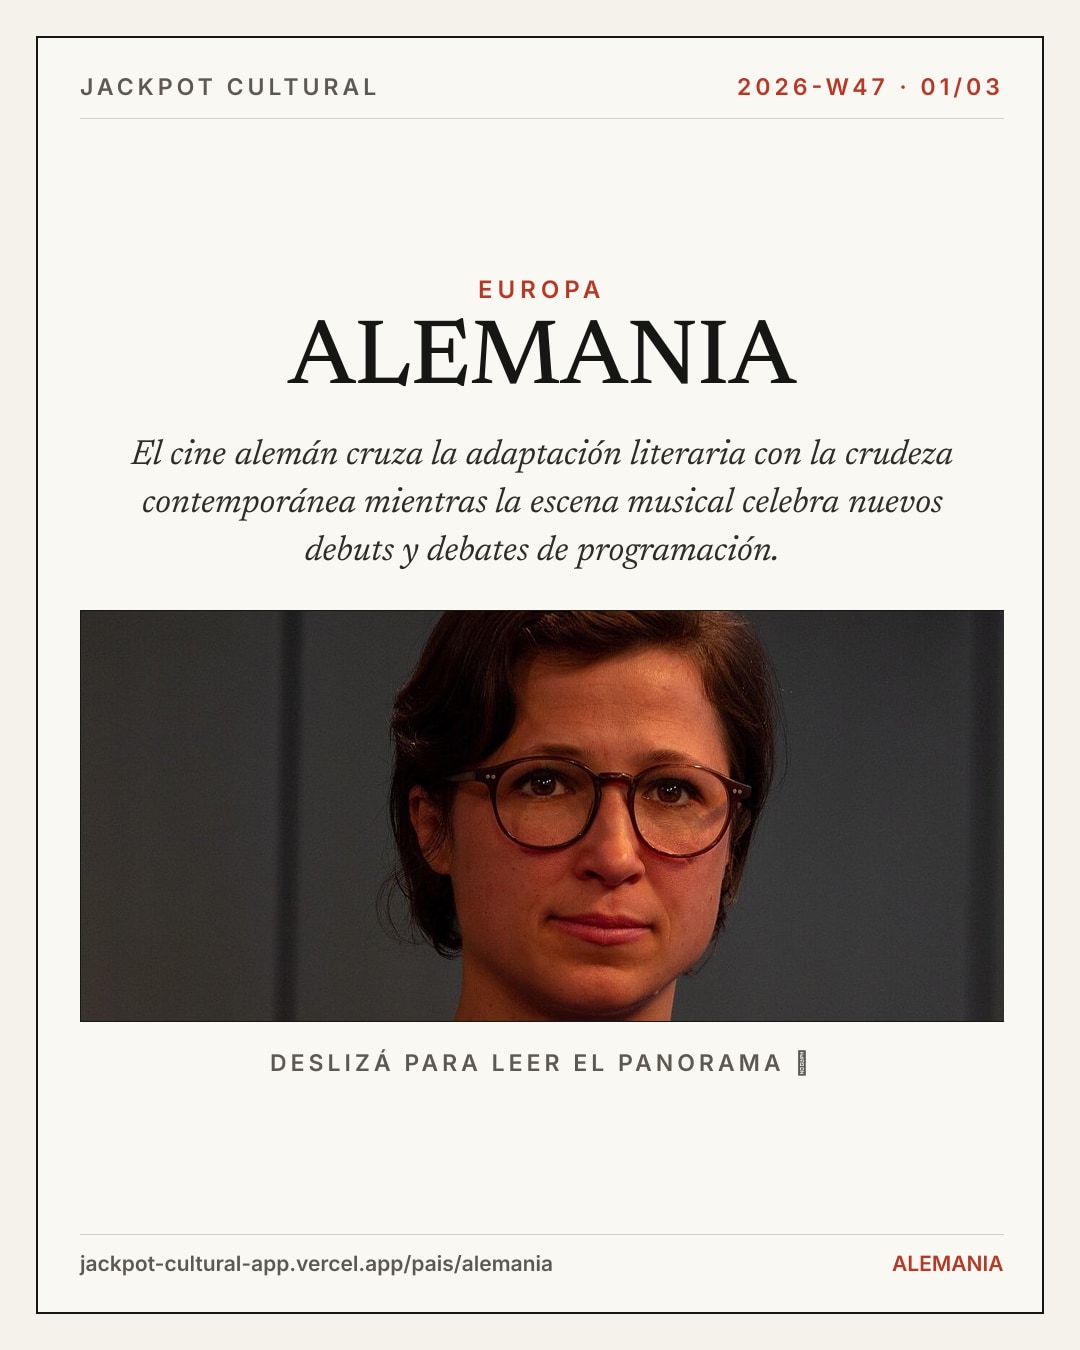 JACKPOT CULTURAL
2026-W47 · 01/03
EUROPA
ALEMANIA
El cine alemán cruza la adaptación literaria con la crudeza
contemporánea mientras la escena musical celebra nuevos
debuts y debates de programación.
DESLIZÁ PARA LEER EL PANORAMA
jackpot-cultural-app.vercel.app/pais/alemania
ALEMANIA